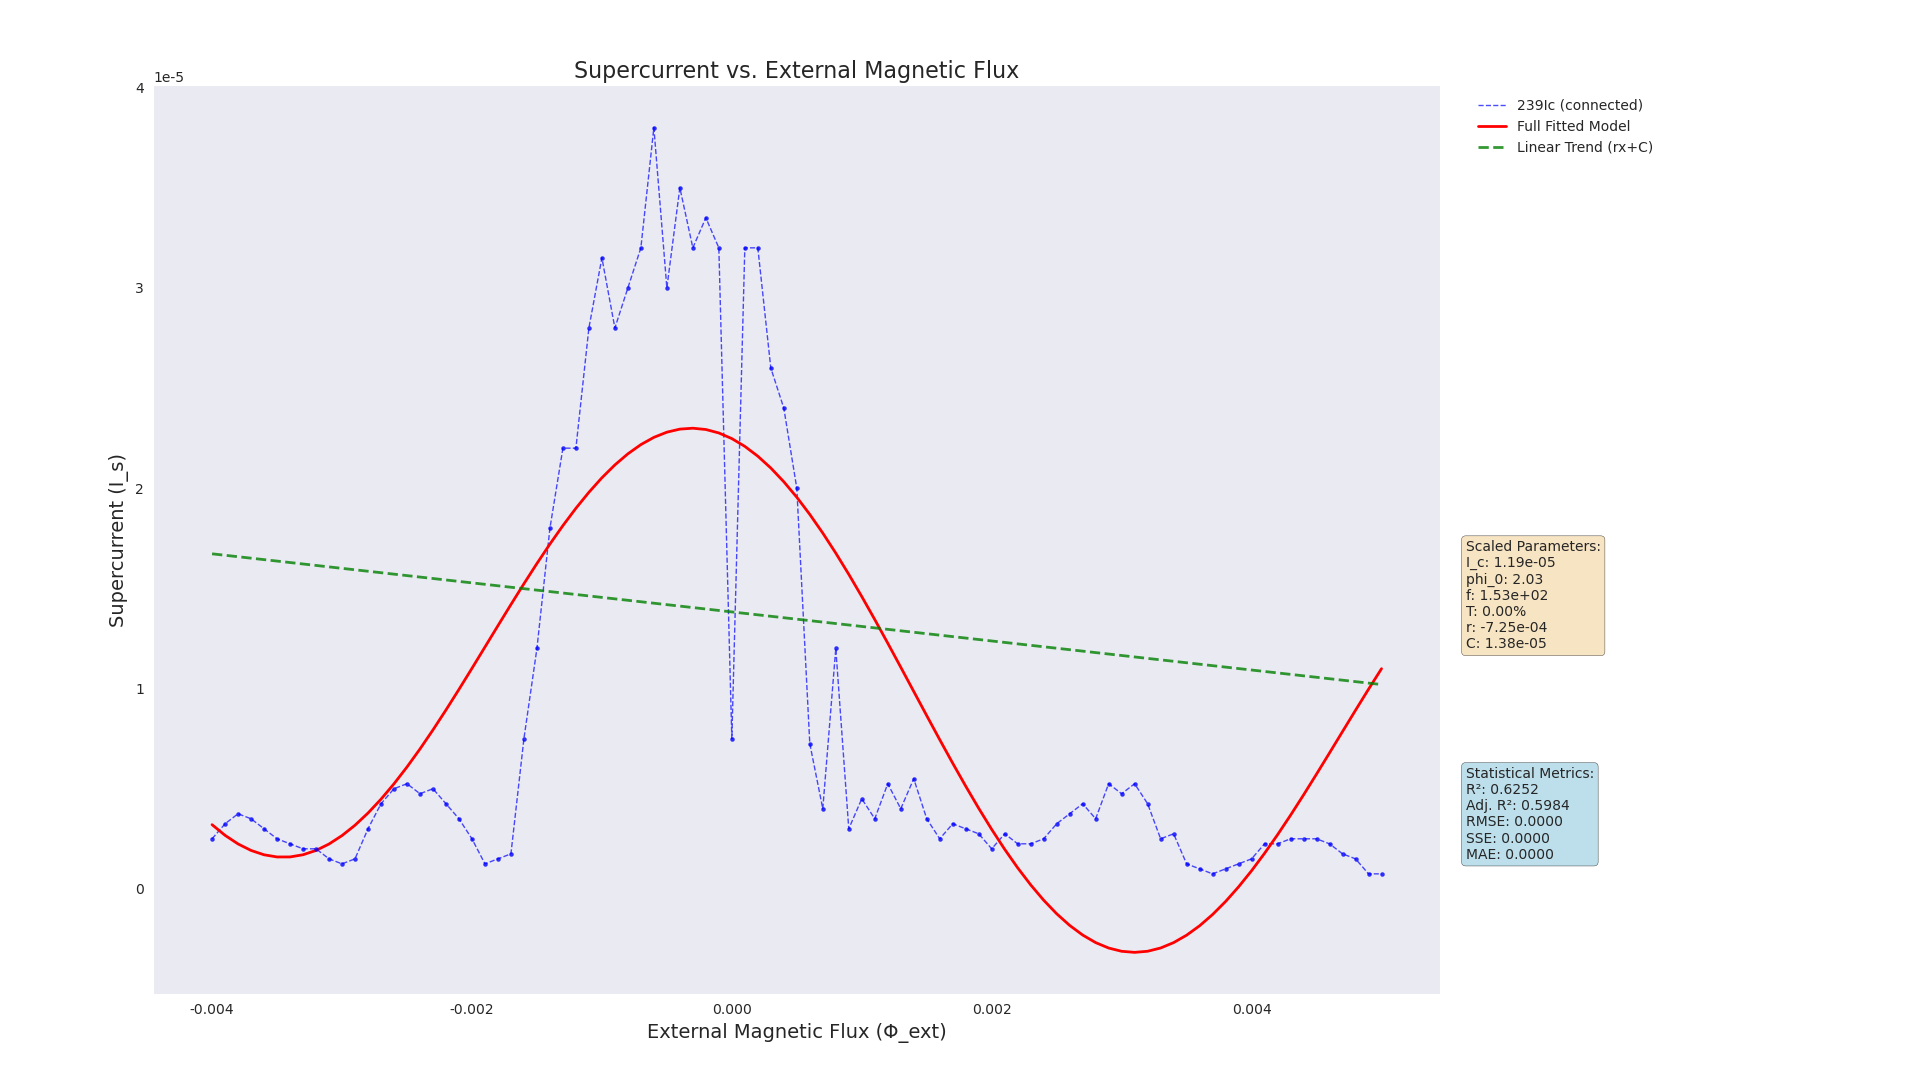 Supercurrent vs. External Magnetic Flux
1e-5
4
3
2
1
0
Supercurrent (I_s)
-0.004
-0.002
0.000
0.002
0.004
External Magnetic Flux (Φ_ext)
239Ic (connected)
Full Fitted Model
Linear Trend (rx+C)
Scaled Parameters:
I_c: 1.19e-05
phi_0: 2.03
f: 1.53e+02
T: 0.00%
r: -7.25e-04
C: 1.38e-05
Statistical Metrics:
R²: 0.6252
Adj. R²: 0.5984
RMSE: 0.0000
SSE: 0.0000
MAE: 0.0000